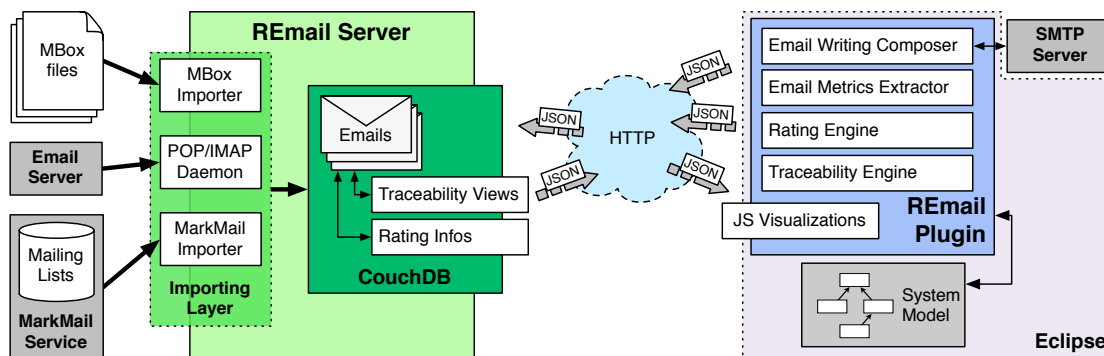 MBox
files
Email
Server
Mailing
Lists
MarkMail
Service
REmail Server
MBox
Importer
POP/IMAP
Daemon
MarkMail
Importer
Importing
Layer
Emails
Traceability Views
Rating Infos
CouchDB
JSON
JSON
HTTP
JSON
JSON
JSON
Email Writing Composer
Email Metrics Extractor
Rating Engine
Traceability Engine
JS Visualizations
REmail
Plugin
SMTP
Server
System
Model
Eclipse